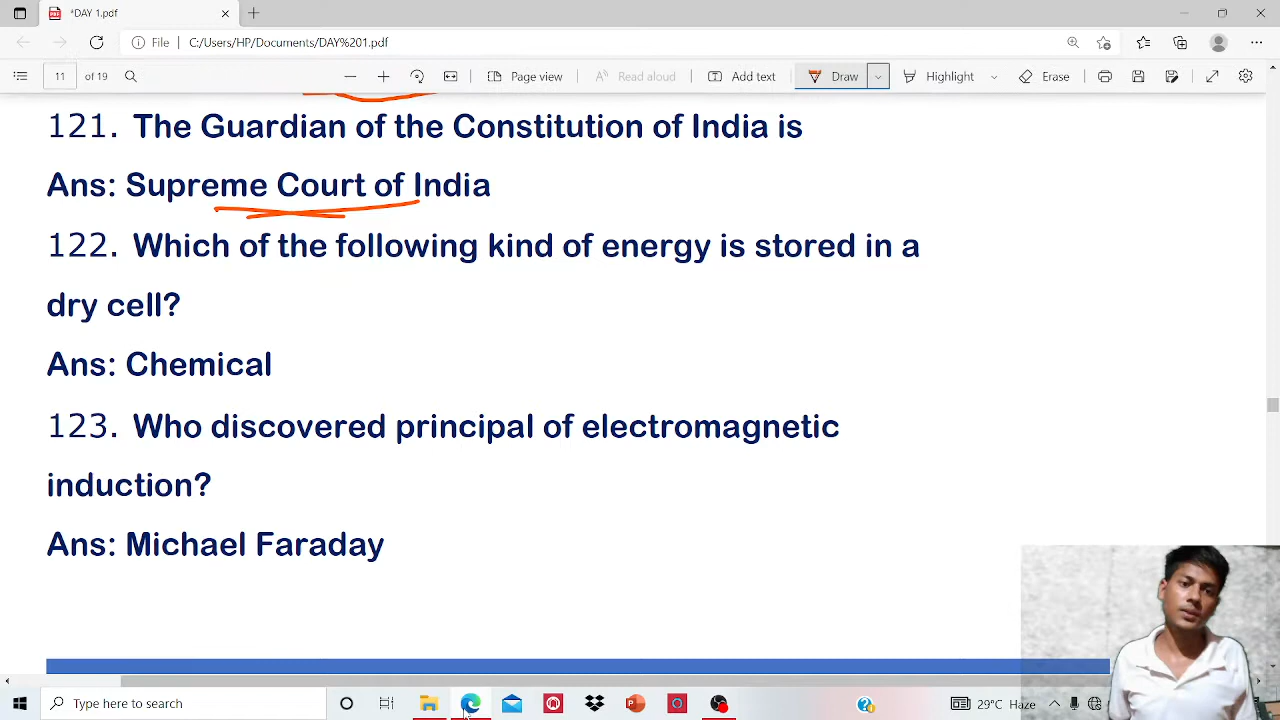 *DAY 1.pdf
File C:/Users/HP/Documents/DAY%201.pdf
11 of 19 Page view Read aloud Add text Draw Highlight Erase
121. The Guardian of the Constitution of India is
Ans: Supreme Court of India
122. Which of the following kind of energy is stored in a
dry cell?
Ans: Chemical
123. Who discovered principal of electromagnetic
induction?
Ans: Michael Faraday
Type here to search 29°C Haze